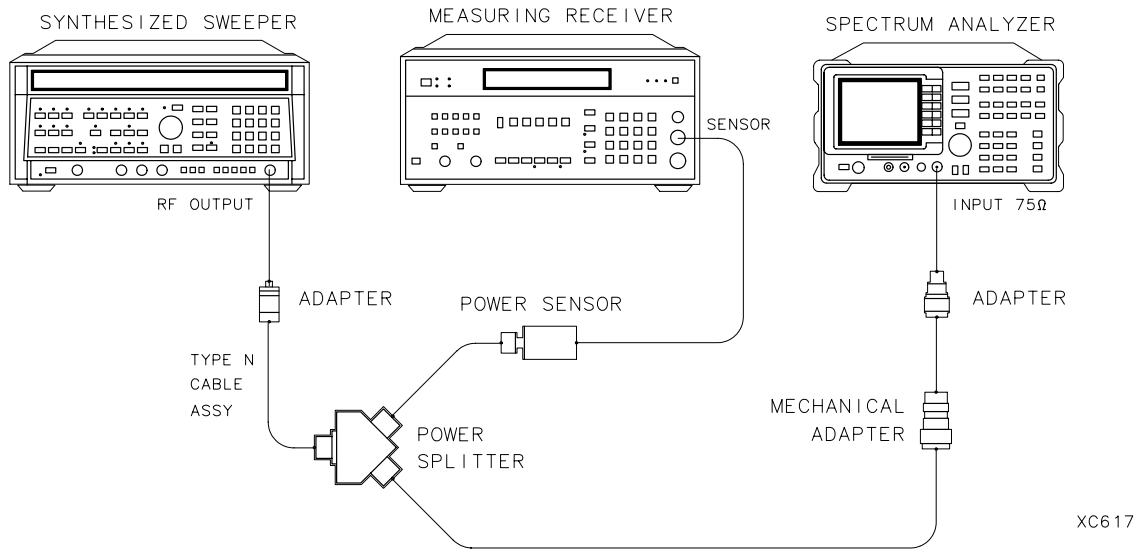 SYNTHESIZED SWEEPER
MEASURING RECEIVER
SPECTRUM ANALYZER
SENSOR
RF OUTPUT
INPUT 75Ω
ADAPTER
POWER SENSOR
ADAPTER
TYPE N
CABLE
ASSY
POWER
SPLITTER
MECHANICAL
ADAPTER
XC617